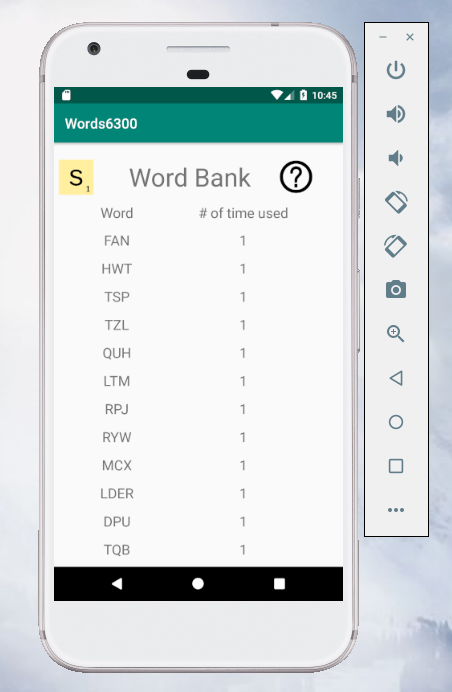 10:45
Words6300
S1 Word Bank ?
Word # of time used
FAN 1
HWT 1
TSP 1
TZL 1
QUH 1
LTM 1
RPJ 1
RYW 1
MCX 1
LDER 1
DPU 1
TQB 1